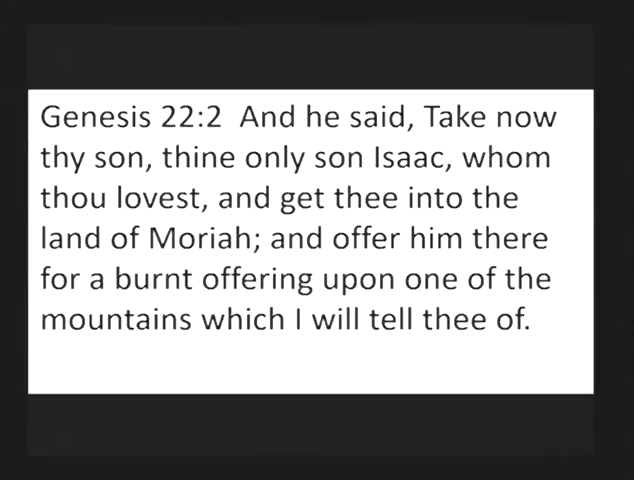 Genesis 22:2  And he said, Take now
thy son, thine only son Isaac, whom
thou lovest, and get thee into the
land of Moriah; and offer him there
for a burnt offering upon one of the
mountains which I will tell thee of.